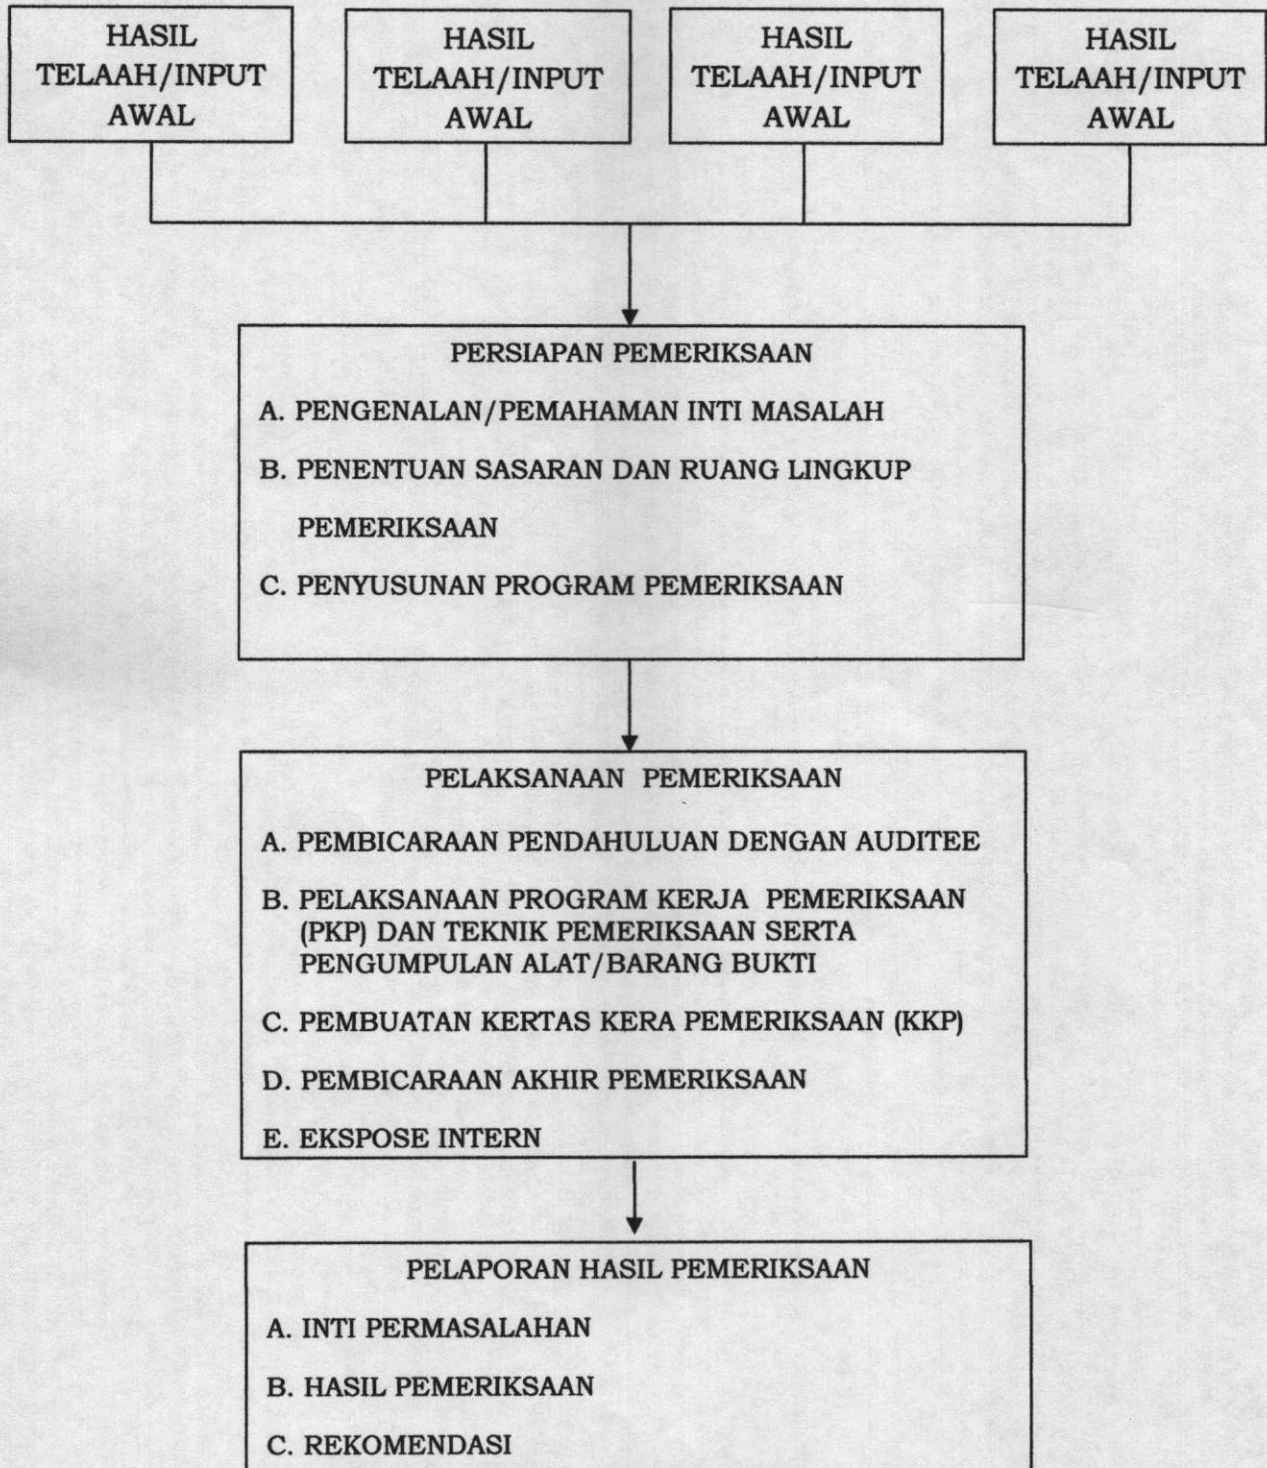 HASIL
TELAAH/INPUT
AWAL
HASIL
TELAAH/INPUT
AWAL
HASIL
TELAAH/INPUT
AWAL
HASIL
TELAAH/INPUT
AWAL
PERSIAPAN PEMERIKSAAN
A. PENGENALAN/PEMAHAMAN INTI MASALAH
B. PENENTUAN SASARAN DAN RUANG LINGKUP
PEMERIKSAAN
C. PENYUSUNAN PROGRAM PEMERIKSAAN
PELAKSANAAN PEMERIKSAAN
A. PEMBICARAAN PENDAHULUAN DENGAN AUDITEE
B. PELAKSANAAN PROGRAM KERJA PEMERIKSAAN
(PKP) DAN TEKNIK PEMERIKSAAN SERTA
PENGUMPULAN ALAT/BARANG BUKTI
C. PEMBUATAN KERTAS KERA PEMERIKSAAN (KKP)
D. PEMBICARAAN AKHIR PEMERIKSAAN
E. EKSPOSE INTERN
PELAPORAN HASIL PEMERIKSAAN
A. INTI PERMASALAHAN
B. HASIL PEMERIKSAAN
C. REKOMENDASI